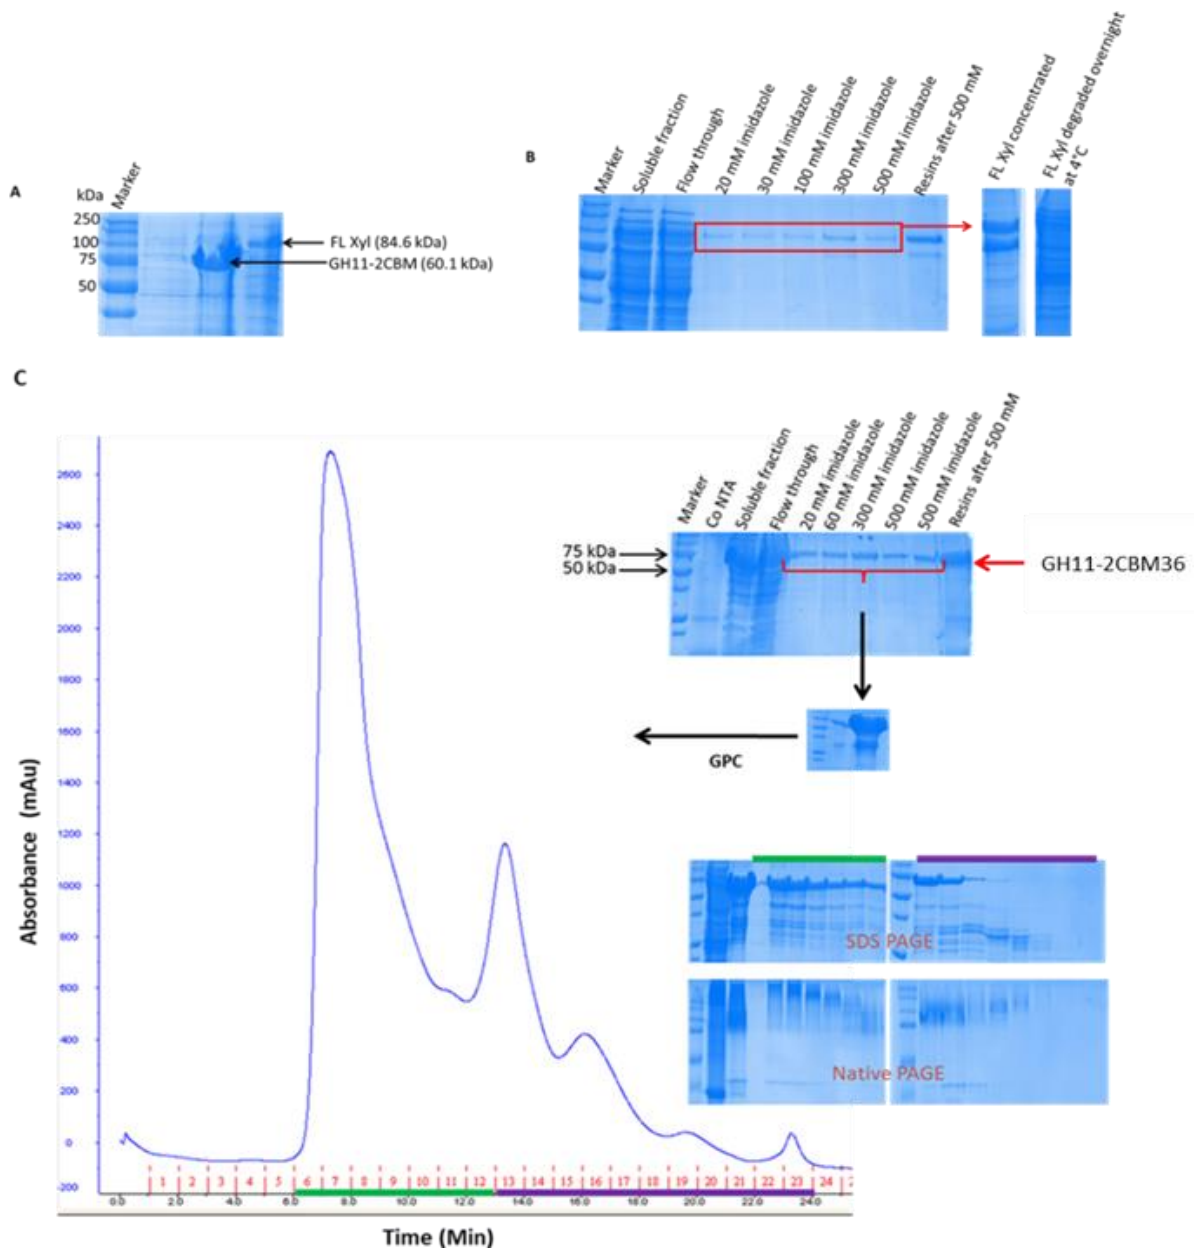 A
kDa
Marker
250
100
75
50
FL Xyl (84.6 kDa)
GH11-2CBM (60.1 kDa)
B
Marker
Soluble fraction
Flow through
20 mM imidazole
30 mM imidazole
100 mM imidazole
300 mM imidazole
500 mM imidazole
Resins after 500 mM
FL Xyl concentrated
FL Xyl degraded overnight
at 4°C
C
Marker
Co NTA
Soluble fraction
Flow through
20 mM imidazole
60 mM imidazole
300 mM imidazole
500 mM imidazole
500 mM imidazole
Resins after 500 mM
75 kDa
50 kDa
GH11-2CBM36
GPC
SDS PAGE
Native PAGE
Absorbance (mAu)
2600
2400
2200
2000
1800
1600
1400
1200
1000
800
600
400
200
0
-200
1 2 3 4 5 6 7 8 9 10 11 12 13 14 15 16 17 18 19 20 21 22 23 24
0.0 2.0 4.0 6.0 8.0 10.0 12.0 14.0 16.0 18.0 20.0 22.0 24.0
Time (Min)